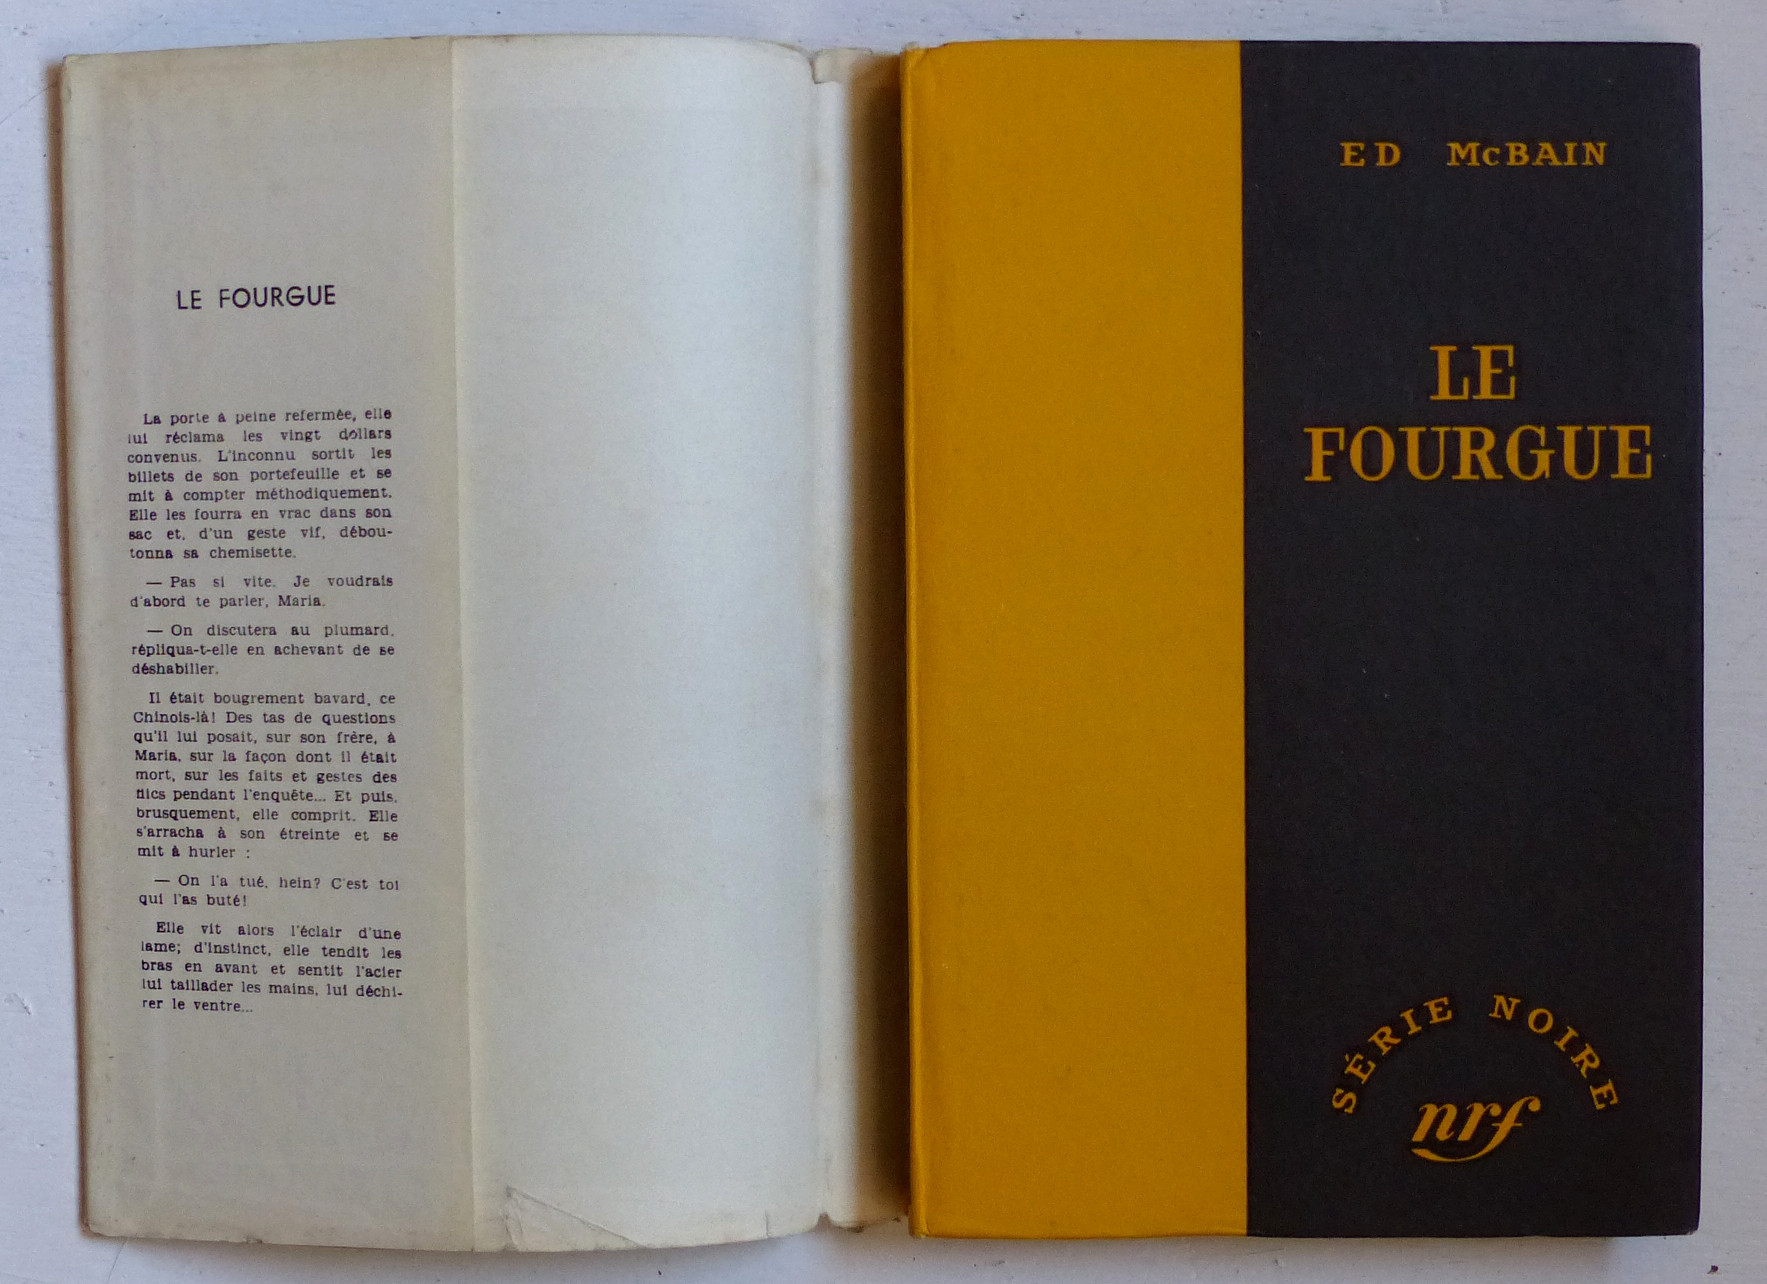 LE FOURGUE
La porte à peine refermée, elle
lui réclama les vingt dollars
convenus. L'inconnu sortit les
billets de son portefeuille et se
mit à compter méthodiquement.
Elle les fourra en vrac dans son
sac et, d'un geste vif, débou-
tonna sa chemisette.
— Pas si vite. Je voudrais
d'abord te parler, Maria.
— On discutera au plumard,
répliqua-t-elle en achevant de se
déshabiller.
Il était bougrement bavard, ce
Chinois-là! Des tas de questions
qu'il lui posait, sur son frère, à
Maria, sur la façon dont il était
mort, sur les faits et gestes des
flics pendant l'enquête... Et puis,
brusquement, elle comprit. Elle
s'arracha à son étreinte et se
mit à hurler :
— On l'a tué, hein? C'est toi
qui l'as buté!
Elle vit alors l'éclair d'une
lame; d'instinct, elle tendit les
bras en avant et sentit l'acier
lui taillader les mains, lui déchi-
rer le ventre...
ED McBAIN
LE
FOURGUE
SÉRIE NOIRE
nrf